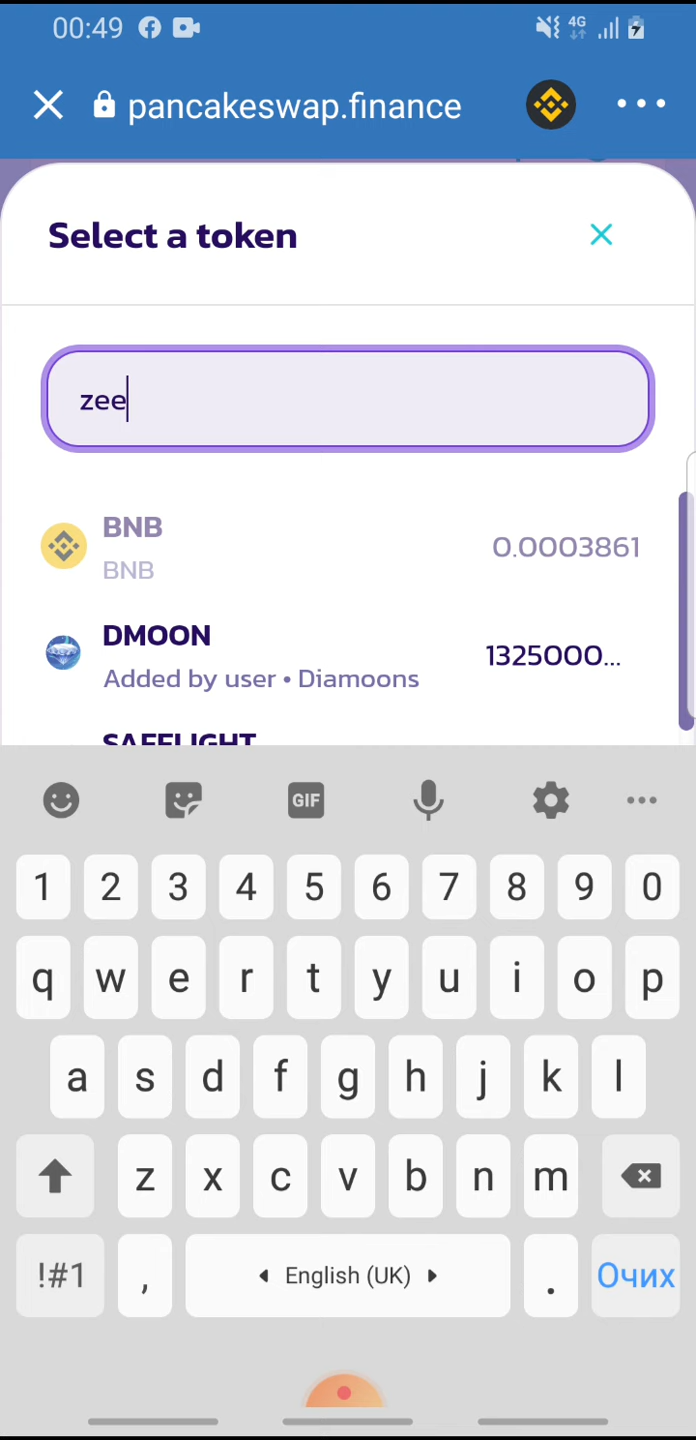 00:49 4G
pancakeswap.finance
Select a token
zee
BNB
BNB
0.0003861
DMOON
Added by user • Diamoons
1325000...
SAFELIGHT
GIF
1 2 3 4 5 6 7 8 9 0
q w e r t y u i o p
a s d f g h j k l
z x c v b n m
!#1 , English (UK) . Очих